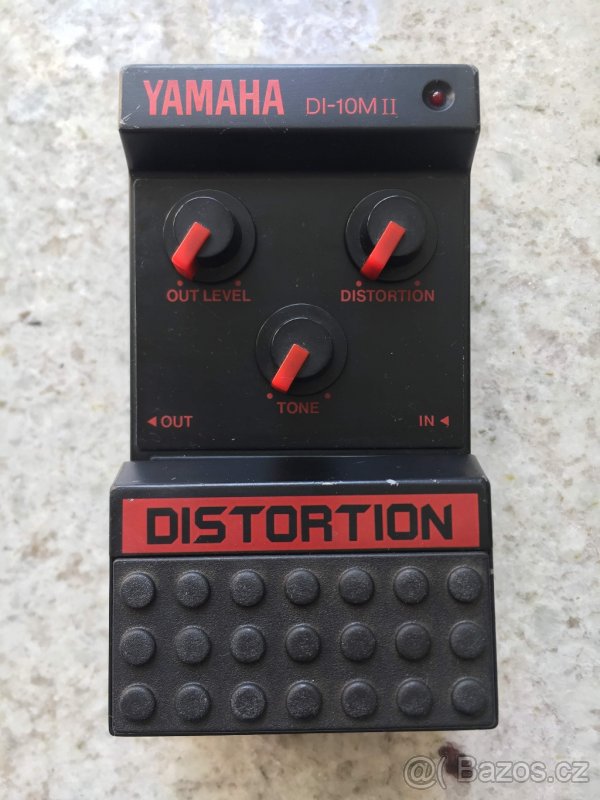 YAMAHA DI-10M II
OUT LEVEL DISTORTION
TONE
◄OUT IN◄
DISTORTION
@( Bazos.cz